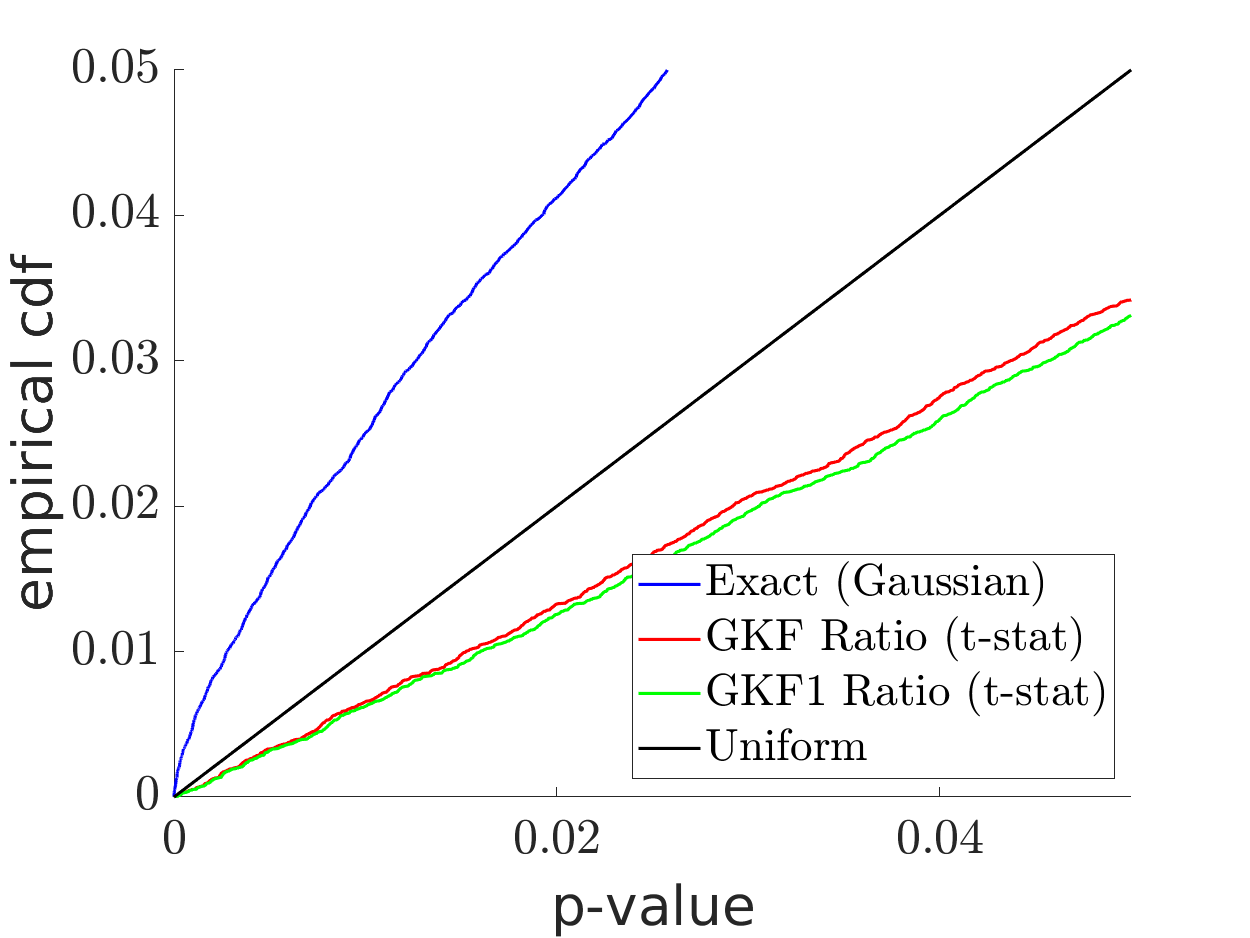 0.05
0.04
0.03
0.02
0.01
0
empirical cdf
Exact (Gaussian)
GKF Ratio (t-stat)
GKF1 Ratio (t-stat)
Uniform
0
0.02
0.04
p-value